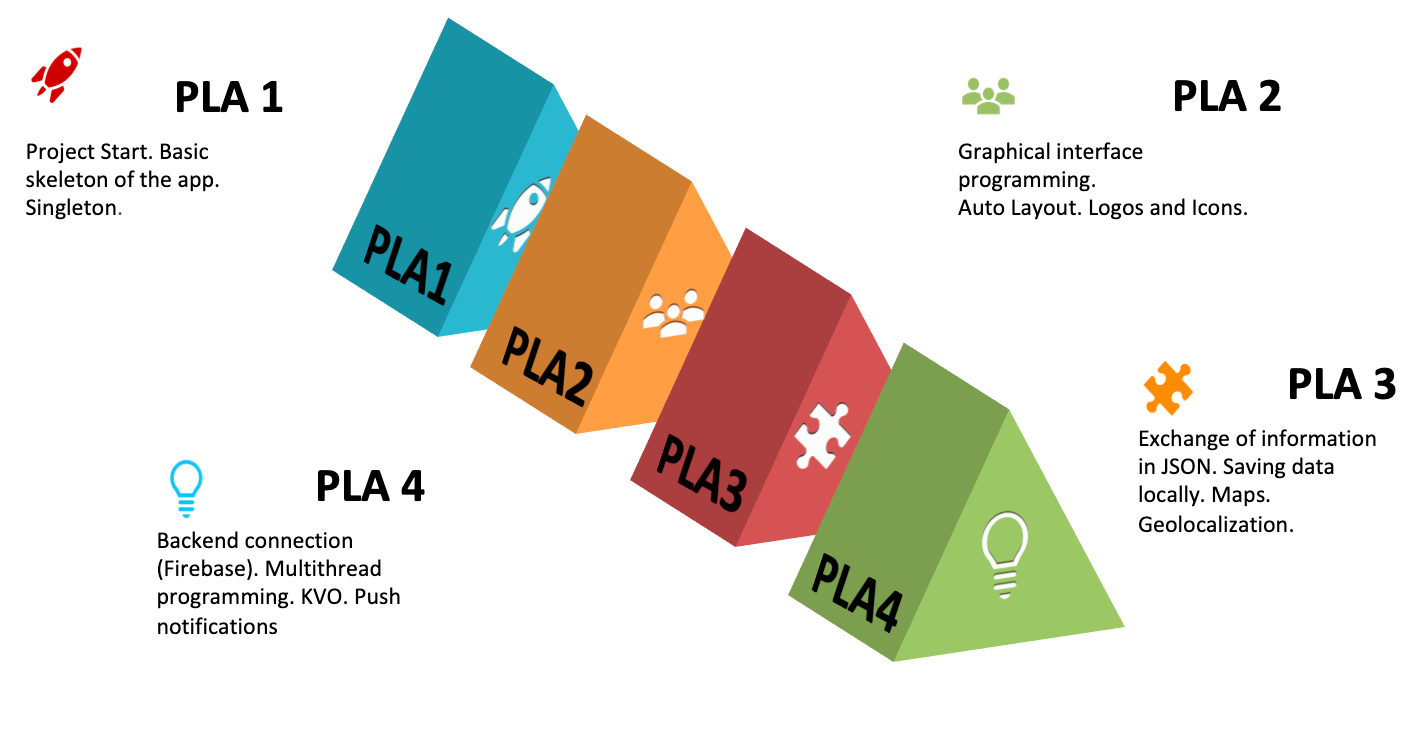 PLA 1
Project Start. Basic
skeleton of the app.
Singleton.
PLA 2
Graphical interface
programming.
Auto Layout. Logos and Icons.
PLA1
PLA2
PLA3
PLA4
PLA 3
Exchange of information
in JSON. Saving data
locally. Maps.
Geolocalization.
PLA 4
Backend connection
(Firebase). Multithread
programming. KVO. Push
notifications